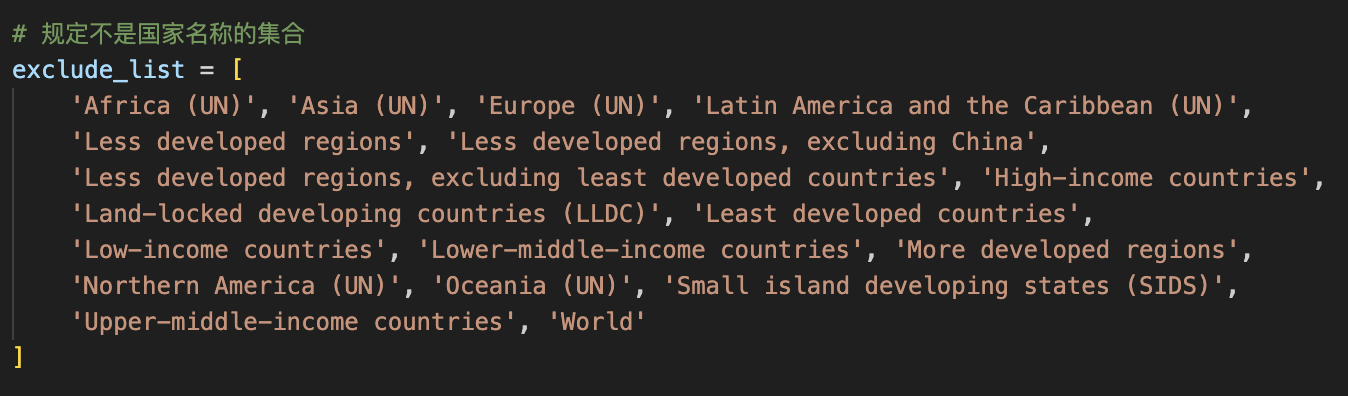 # 规定不是国家名称的集合
exclude_list = [
    'Africa (UN)', 'Asia (UN)', 'Europe (UN)', 'Latin America and the Caribbean (UN)',
    'Less developed regions', 'Less developed regions, excluding China',
    'Less developed regions, excluding least developed countries', 'High-income countries',
    'Land-locked developing countries (LLDC)', 'Least developed countries',
    'Low-income countries', 'Lower-middle-income countries', 'More developed regions',
    'Northern America (UN)', 'Oceania (UN)', 'Small island developing states (SIDS)',
    'Upper-middle-income countries', 'World'
]